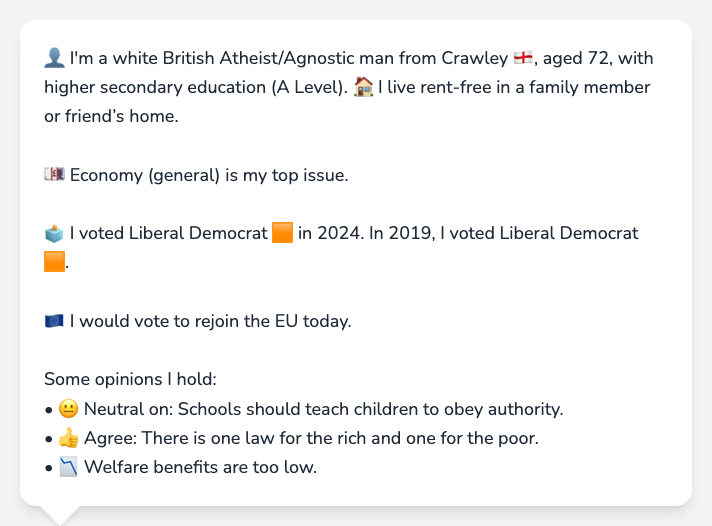 👤 I'm a white British Atheist/Agnostic man from Crawley 🏴󠁧󠁢󠁥󠁮󠁧󠁿, aged 72, with
higher secondary education (A Level). 🏠 I live rent-free in a family member
or friend’s home.
💷 Economy (general) is my top issue.
🗳️ I voted Liberal Democrat 🟧 in 2024. In 2019, I voted Liberal Democrat
🟧.
🇪🇺 I would vote to rejoin the EU today.
Some opinions I hold:
• 😐 Neutral on: Schools should teach children to obey authority.
• 👍 Agree: There is one law for the rich and one for the poor.
• 📉 Welfare benefits are too low.